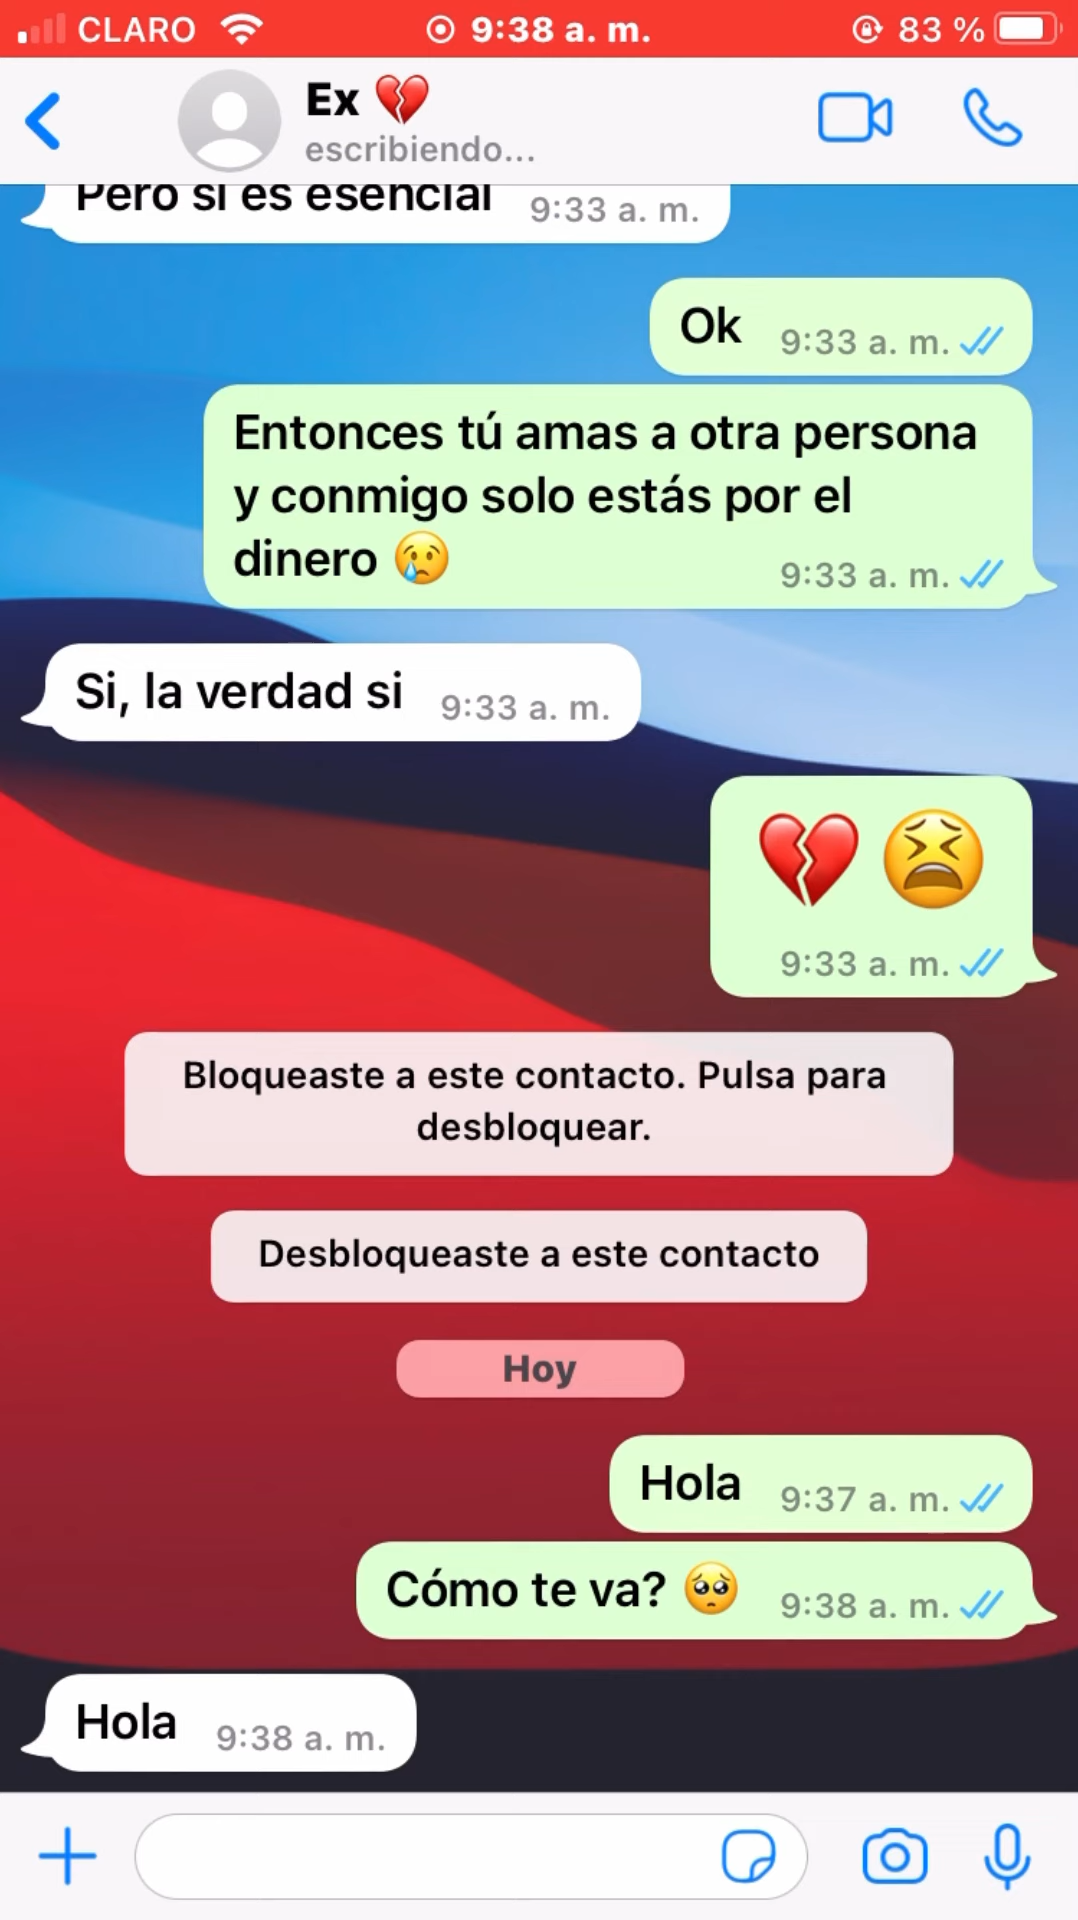 CLARO 9:38 a. m. 83 %
Ex 💔
escribiendo...
Pero si es esencial 9:33 a. m.
Ok 9:33 a. m.
Entonces tú amas a otra persona
y conmigo solo estás por el
dinero 😢 9:33 a. m.
Si, la verdad si 9:33 a. m.
💔 😫
9:33 a. m.
Bloqueaste a este contacto. Pulsa para
desbloquear.
Desbloqueaste a este contacto
Hoy
Hola 9:37 a. m.
Cómo te va? 🥺 9:38 a. m.
Hola 9:38 a. m.